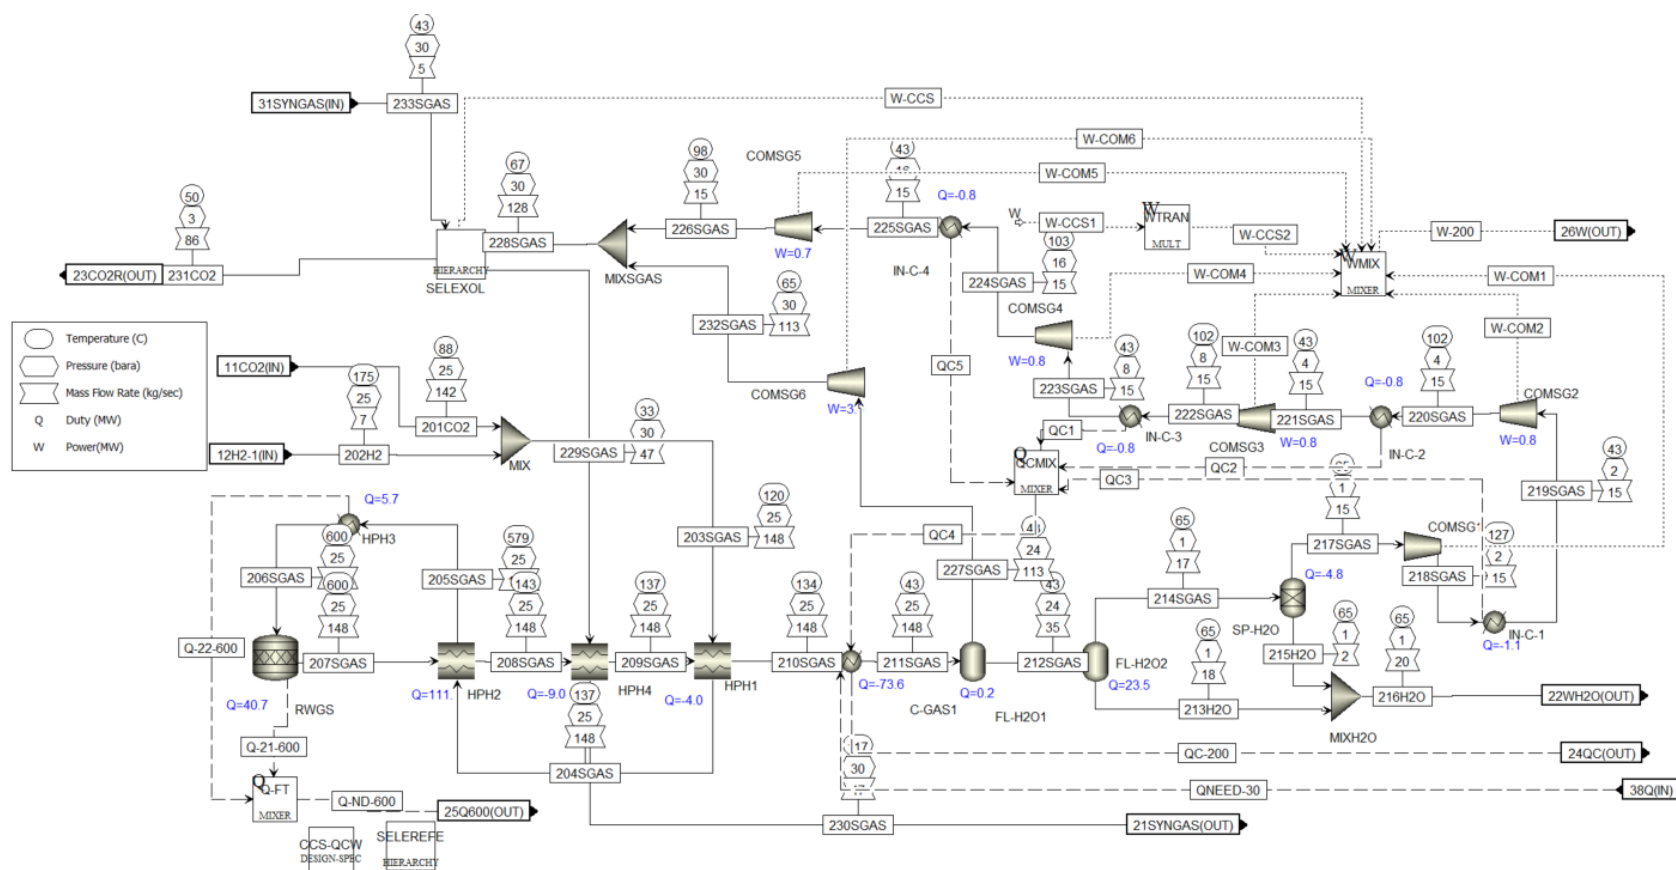 43
30
5
31SYNGAS(IN)
233SGAS
W-CCS
W-COM6
COMSG5
67
30
128
98
30
15
43
15
W-COM5
50
3
86
Q=-0.8
W
W-CCS1
W
WTRAN
MULT
W-CCS2
W-200
26W(OUT)
228SGAS
226SGAS
W=0.7
225SGAS
IN-C-4
103
16
15
224SGAS
W
WMIX
MIXER
23CO2R(OUT)
231CO2
HIERARCHY
SELEXOL
MIXSGAS
W-COM4
W-COM1
65
30
113
232SGAS
COMSG4
W-COM3
W-COM2
Temperature (C)
Pressure (bara)
Mass Flow Rate (kg/sec)
Q Duty (MW)
W Power(MW)
11CO2(IN)
88
25
142
201CO2
175
25
7
12H2-1(IN)
202H2
MIX
COMSG6
W=3.
QC5
W=0.8
43
8
15
223SGAS
102
8
15
222SGAS
43
4
15
221SGAS
Q=-0.8
102
4
15
220SGAS
COMSG2
W=0.8
33
30
47
229SGAS
QC1
Q=-0.8
IN-C-3
COMSG3
W=0.8
IN-C-2
Q
QCMIX
MIXER
QC2
QC3
43
2
15
219SGAS
Q=5.7
HPH3
600
25
206SGAS
579
25
205SGAS
120
25
148
203SGAS
QC4
24
113
227SGAS
65
1
17
214SGAS
1
15
217SGAS
COMSG1
127
2
15
218SGAS
Q=-4.8
SP-H2O
IN-C-1
Q=-1.1
Q-22-600
600
25
148
207SGAS
143
25
148
208SGAS
137
25
148
209SGAS
134
25
148
210SGAS
43
25
148
211SGAS
43
24
35
212SGAS
FL-H2O2
Q=23.5
65
1
18
213H2O
215H2O
1
2
65
1
20
216H2O
22WH2O(OUT)
Q=40.7
RWGS
Q=111.
HPH2
Q=-9.0
HPH4
Q=-4.0
HPH1
Q=-73.6
C-GAS1
Q=0.2
FL-H2O1
MIXH2O
137
25
148
204SGAS
Q-21-600
QC-200
24QC(OUT)
Q
Q-FT
MIXER
Q-ND-600
25Q600(OUT)
30
QNEED-30
38Q(IN)
230SGAS
21SYNGAS(OUT)
CCS-QCW
DESIGN-SPEC
SELEREFE
HIERARCHY